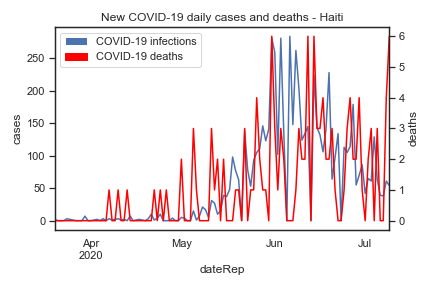 New COVID-19 daily cases and deaths - Haiti
COVID-19 infections
COVID-19 deaths
cases
250
200
150
100
50
0
deaths
6
5
4
3
2
1
0
Apr
2020
May
Jun
Jul
dateRep